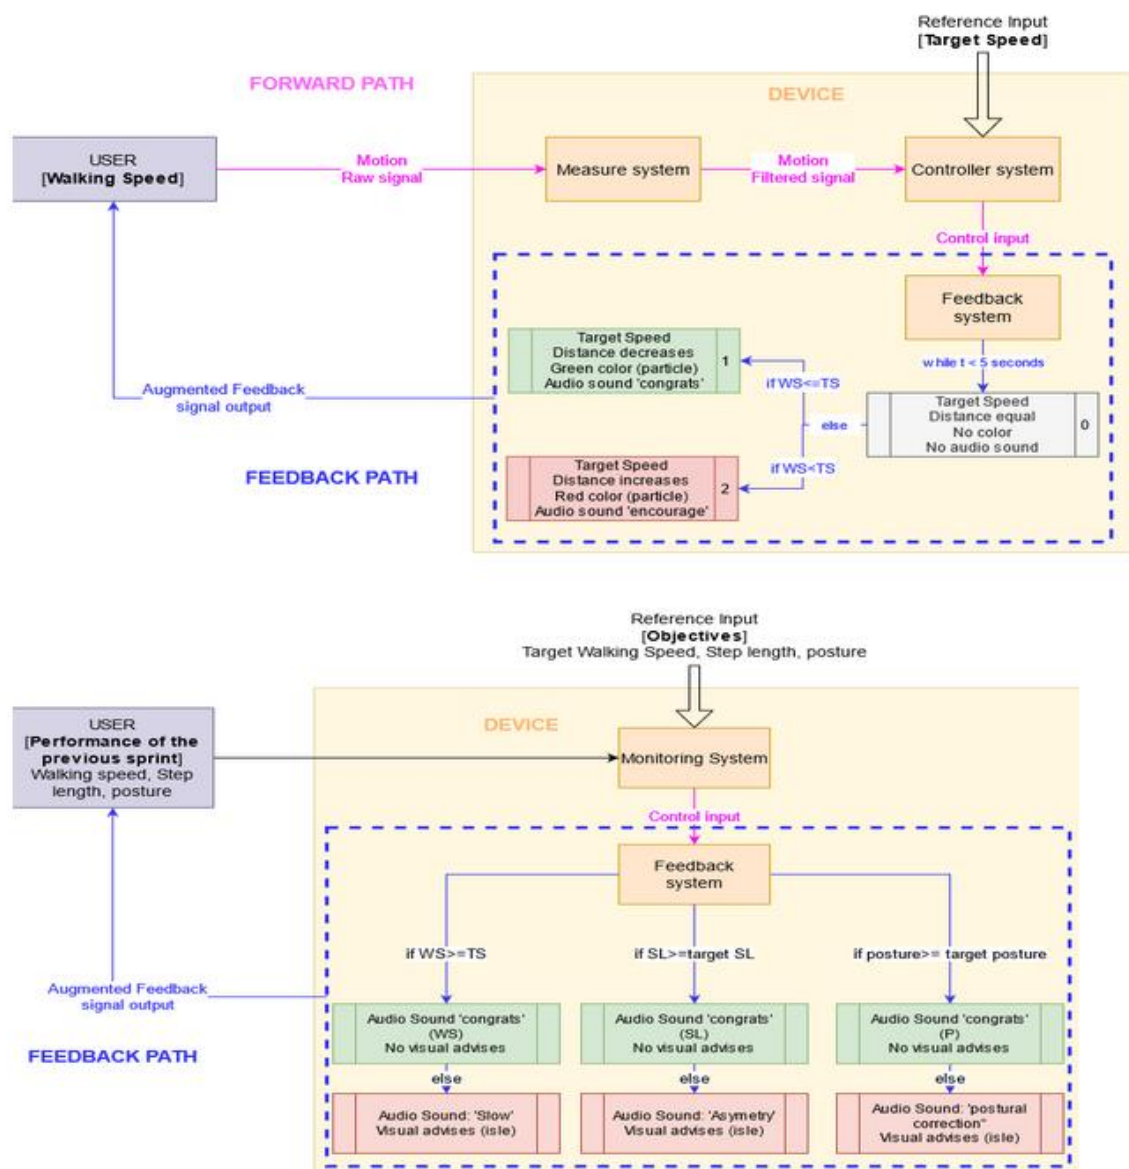 Reference Input
[Target Speed]
FORWARD PATH
DEVICE
USER
[Walking Speed]
Motion
Raw signal
Measure system
Motion
Filtered signal
Controller system
Control input
Feedback
system
while t < 5 seconds
Target Speed
Distance equal
No color
No audio sound
0
else
if WS<=TS
Target Speed
Distance decreases
Green color (particle)
Audio sound 'congrats'
1
if WS<TS
Target Speed
Distance increases
Red color (particle)
Audio sound 'encourage'
2
Augmented Feedback
signal output
FEEDBACK PATH
Reference Input
[Objectives]
Target Walking Speed, Step length, posture
DEVICE
USER
[Performance of the
previous sprint]
Walking speed, Step
length, posture
Monitoring System
Control input
Feedback
system
if WS>=TS
if SL>=target SL
if posture>= target posture
Augmented Feedback
signal output
FEEDBACK PATH
Audio Sound 'congrats'
(WS)
No visual advises
Audio Sound 'congrats'
(SL)
No visual advises
Audio Sound 'congrats'
(P)
No visual advises
else
else
else
Audio Sound: 'Slow'
Visual advises (isle)
Audio Sound: 'Asymetry'
Visual advises (isle)
Audio Sound: 'postural
correction"
Visual advises (isle)